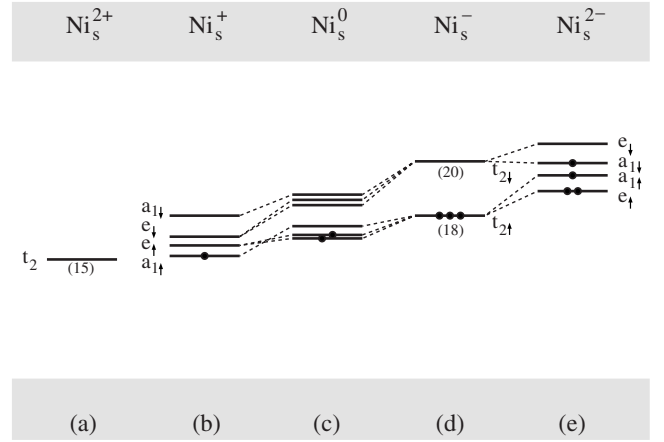 Ni_s^2+ Ni_s^+ Ni_s^0 Ni_s^− Ni_s^2−
e↓
a1↓
a1↑
e↑
(20) t2↓
(18) t2↑
a1↓
e↓
e↑
a1↑
t2 (15)
(a) (b) (c) (d) (e)